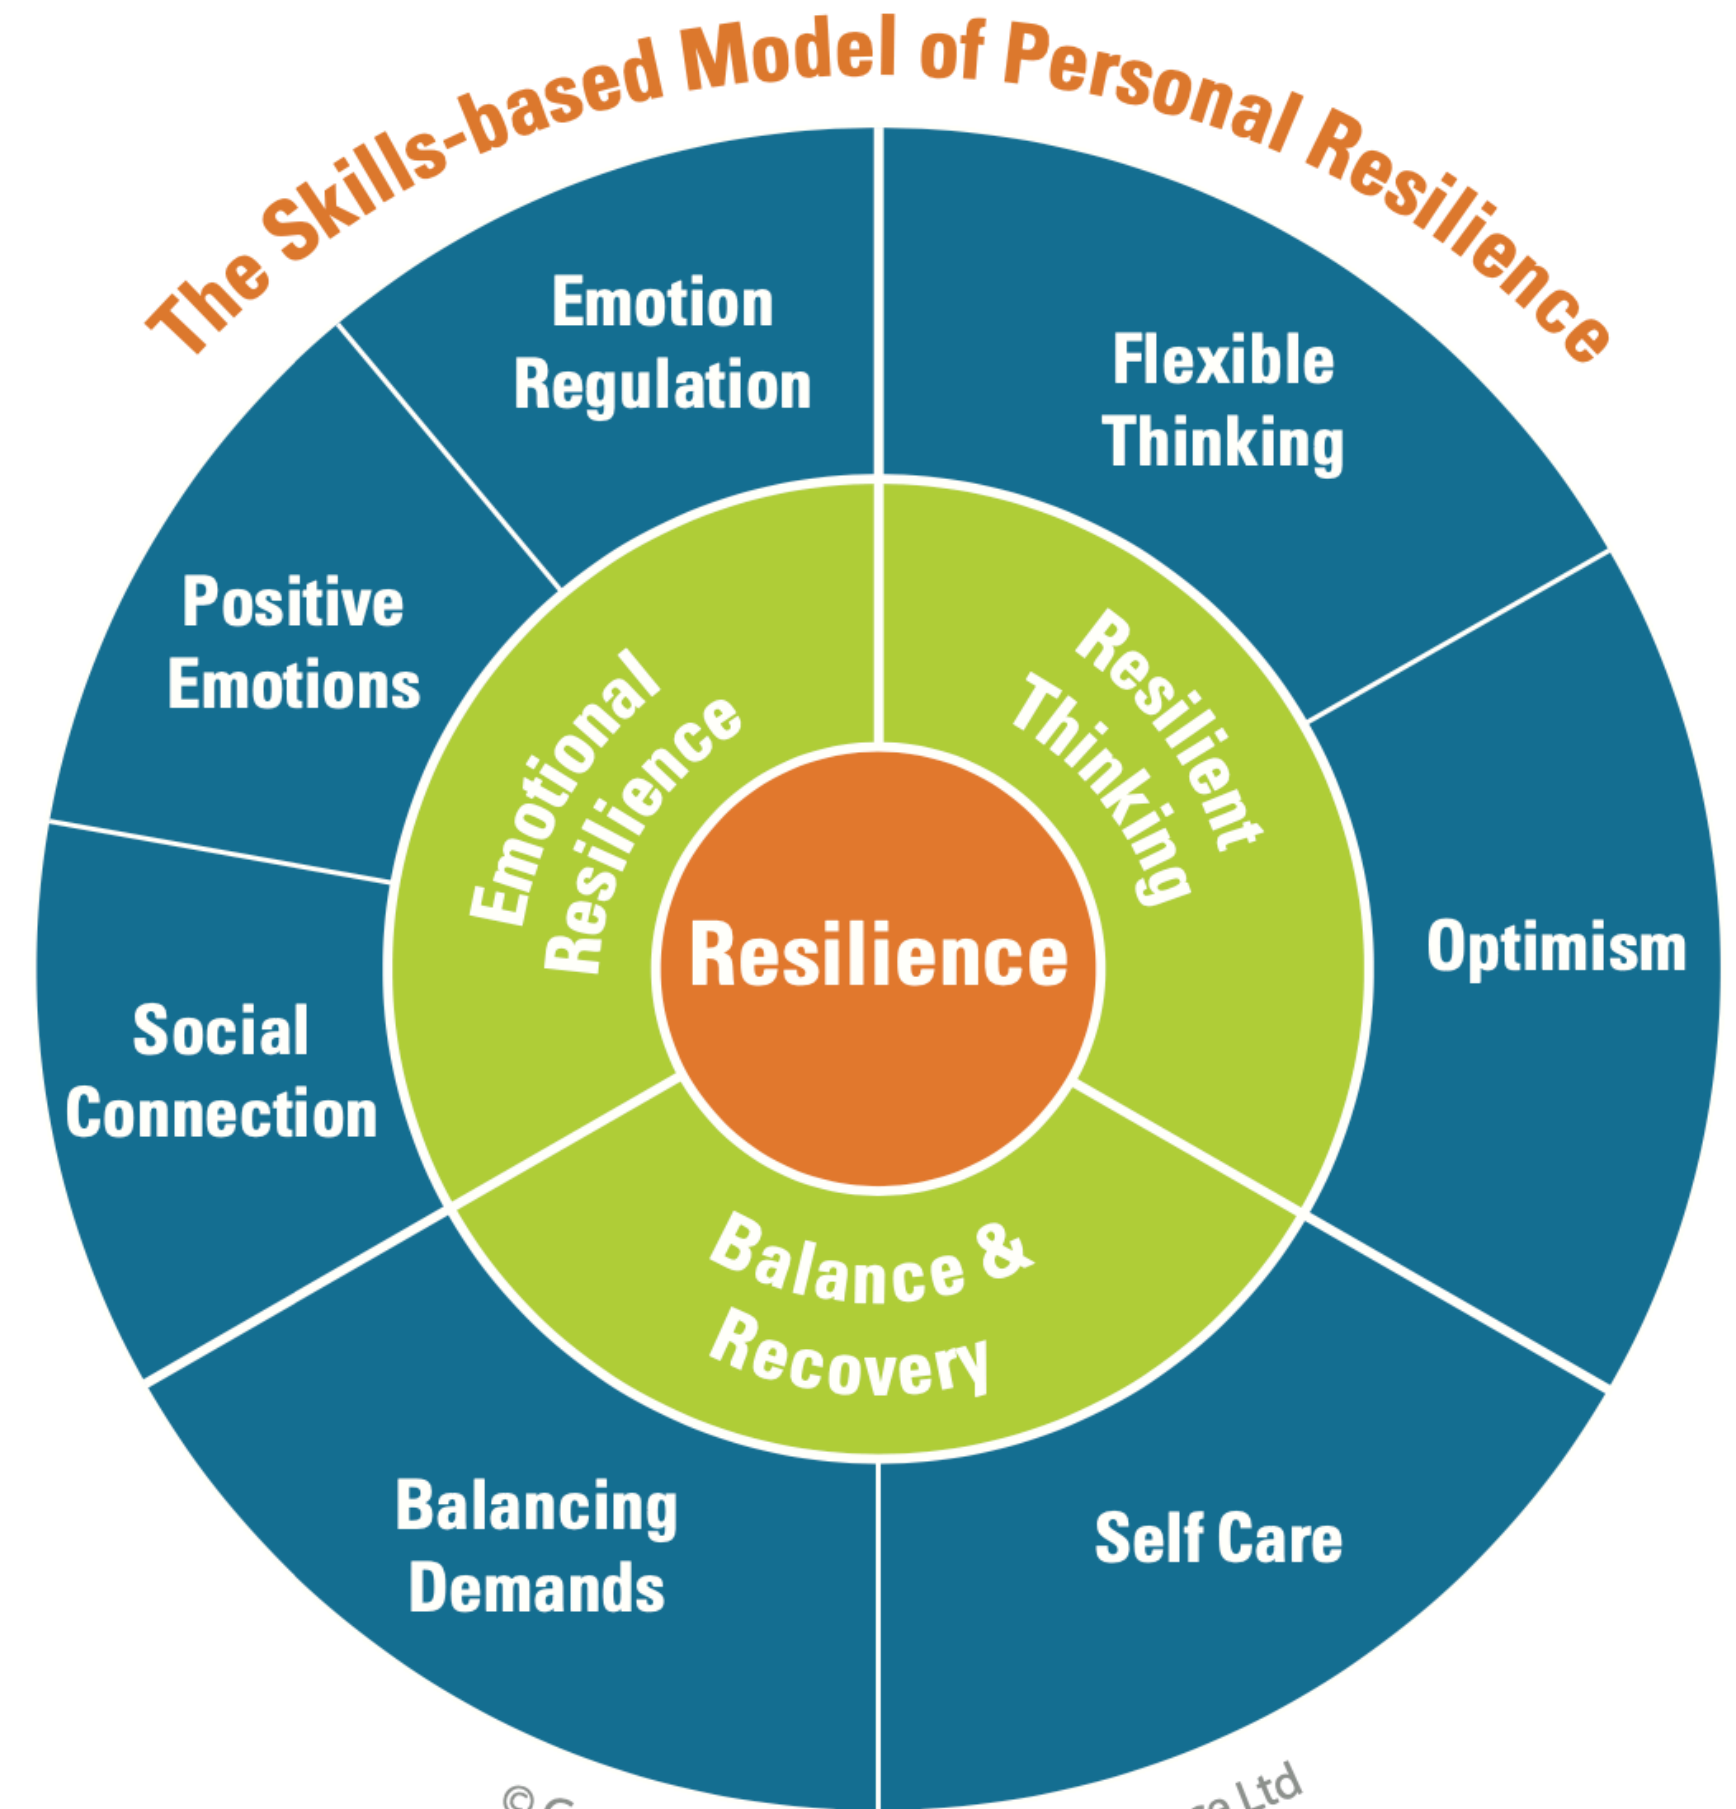 The Skills-based Model of Personal Resilience
Emotion
Regulation
Flexible
Thinking
Positive
Emotions
Emotional
Resilience
Resilient
Thinking
Resilience
Optimism
Social
Connection
Balance &
Recovery
Balancing
Demands
Self Care
©
Ltd